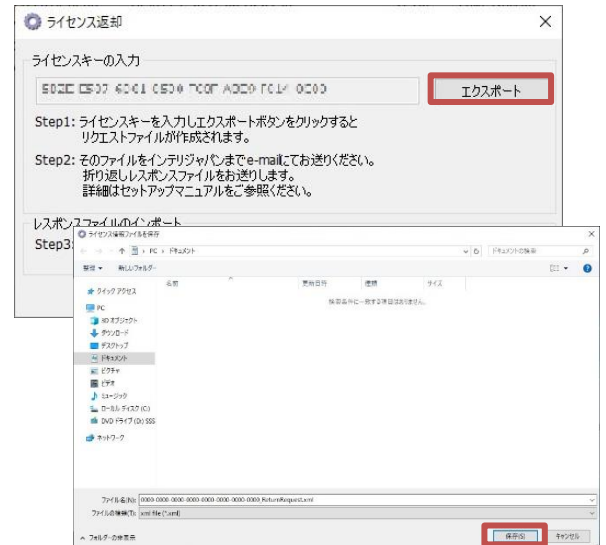 ライセンス返却
ライセンスキーの入力
エクスポート
Step1: ライセンスキーを入力しエクスポートボタンをクリックすると
リクエストファイルが作成されます。
Step2: そのファイルをインテリジャパンまでe-mailにてお送りください。
折り返しレスポンスファイルをお送りします。
詳細はセットアップマニュアルをご参照ください。
レスポンスファイルのインポート
Step3:
ライセンス情報ファイルを保存
PC › ドキュメント
ドキュメントの検索
整理 新しいフォルダー
名前 更新日時 種類 サイズ
検索条件に一致する項目はありません。
クイック アクセス
PC
3D オブジェクト
ダウンロード
デスクトップ
ドキュメント
ピクチャ
ビデオ
ミュージック
ローカル ディスク (C:)
DVD ドライブ (D:) SSS
ネットワーク
ファイル名(N): 0000-0000-0000-0000-0000-0000-0000-0000_ReturnRequest.xml
ファイルの種類(T): xml file (*.xml)
フォルダーの非表示
保存(S) キャンセル